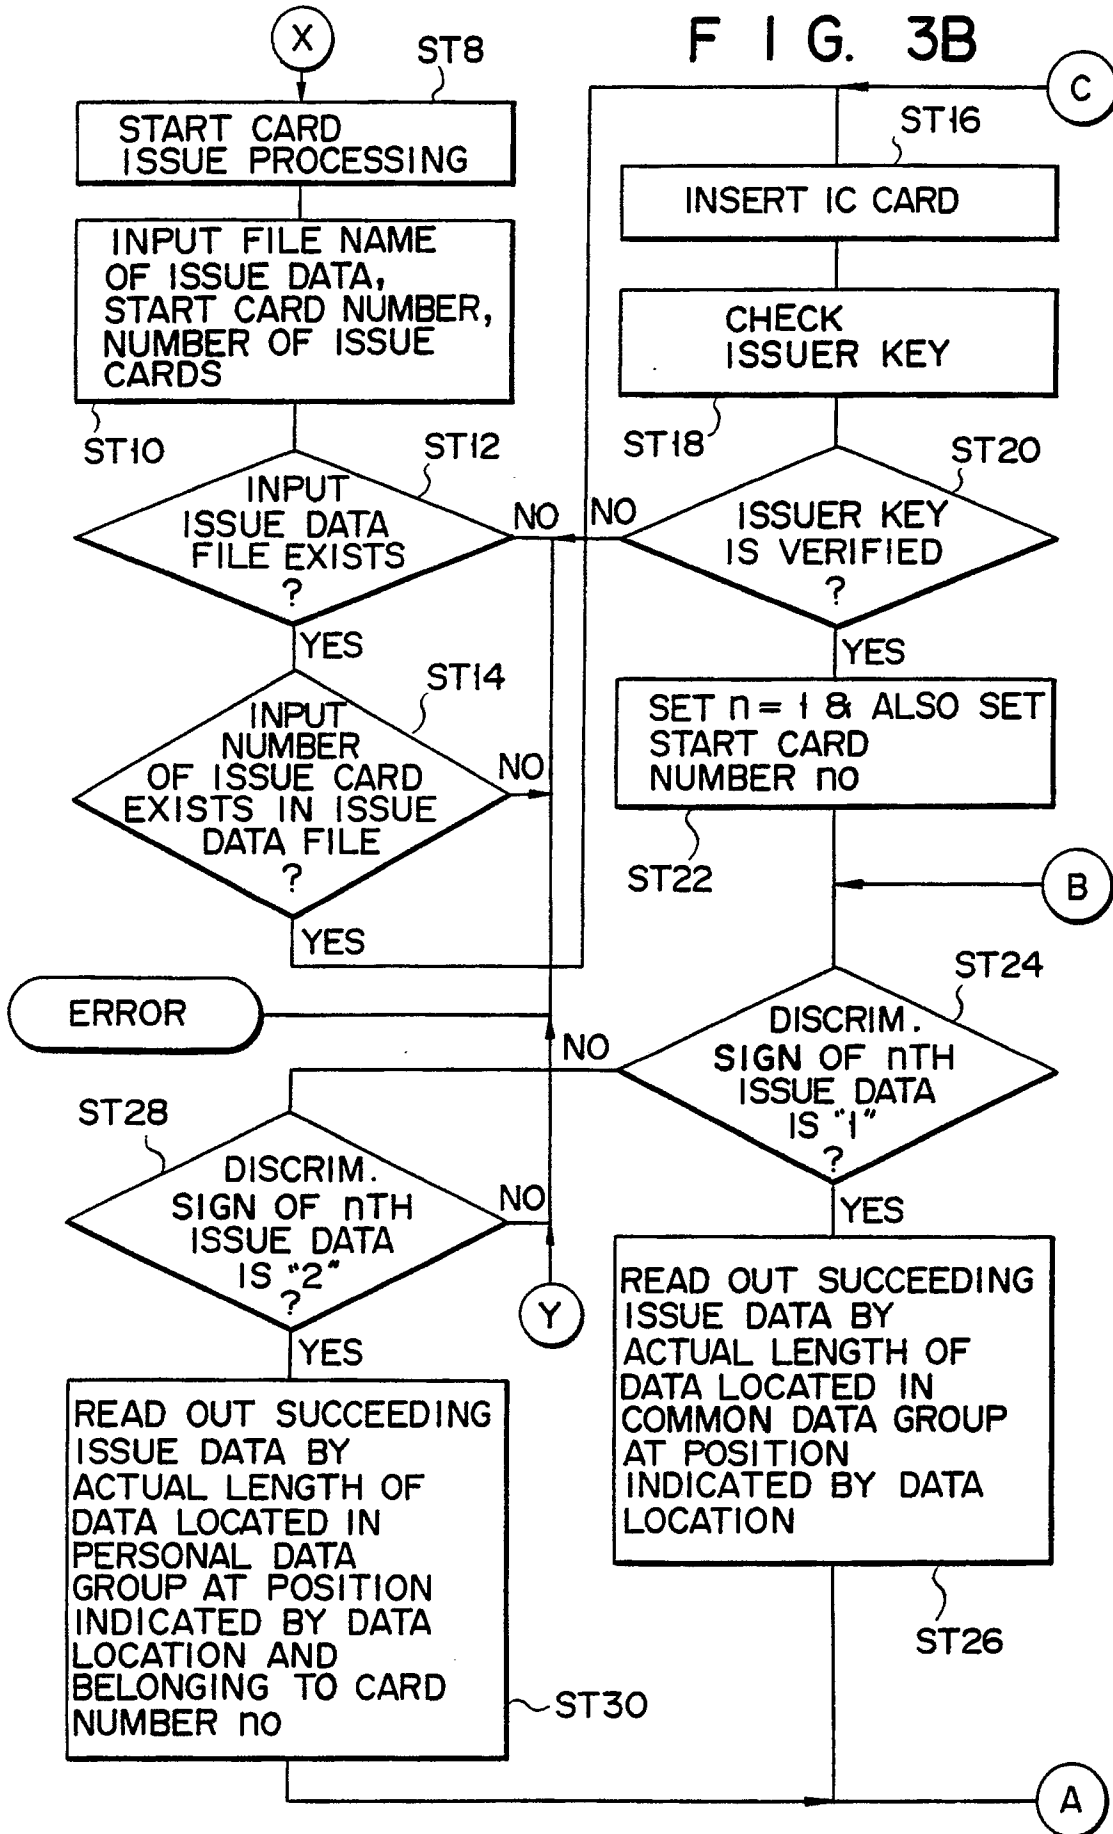 F I G. 3B
X
ST8
START CARD
ISSUE PROCESSING
INPUT FILE NAME
OF ISSUE DATA,
START CARD NUMBER,
NUMBER OF ISSUE
CARDS
ST10
ST12
INPUT
ISSUE DATA
FILE EXISTS
?
NO
YES
ST14
INPUT
NUMBER
OF ISSUE CARD
EXISTS IN ISSUE
DATA FILE
?
NO
YES
ERROR
ST28
DISCRIM.
SIGN OF nTH
ISSUE DATA
IS "2"
?
NO
Y
YES
READ OUT SUCCEEDING
ISSUE DATA BY
ACTUAL LENGTH OF
DATA LOCATED IN
PERSONAL DATA
GROUP AT POSITION
INDICATED BY DATA
LOCATION AND
BELONGING TO CARD
NUMBER no
ST30
C
ST16
INSERT IC CARD
CHECK
ISSUER KEY
ST18
ST20
NO
ISSUER KEY
IS VERIFIED
?
YES
SET n = 1 & ALSO SET
START CARD
NUMBER no
ST22
B
ST24
NO
DISCRIM.
SIGN OF nTH
ISSUE DATA
IS "1"
?
YES
READ OUT SUCCEEDING
ISSUE DATA BY
ACTUAL LENGTH OF
DATA LOCATED IN
COMMON DATA GROUP
AT POSITION
INDICATED BY DATA
LOCATION
ST26
A